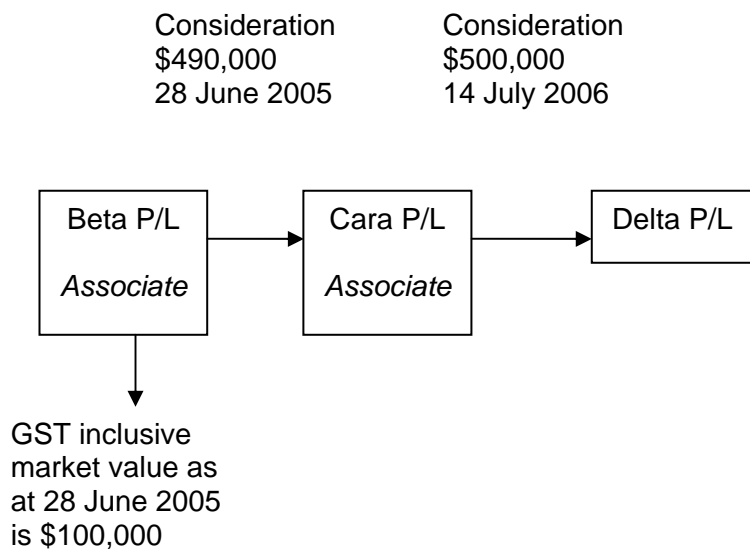 Consideration
$490,000
28 June 2005
Consideration
$500,000
14 July 2006
Beta P/L
Associate
Cara P/L
Associate
Delta P/L
GST inclusive
market value as
at 28 June 2005
is $100,000